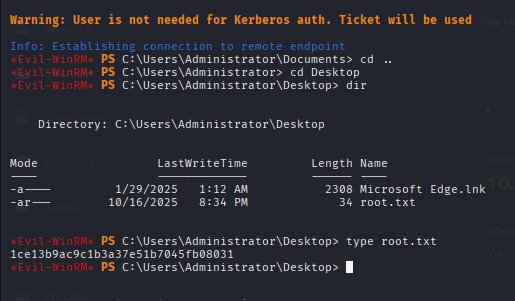 Warning: User is not needed for Kerberos auth. Ticket will be used
Info: Establishing connection to remote endpoint
*Evil-WinRM* PS C:\Users\Administrator\Documents> cd ..
*Evil-WinRM* PS C:\Users\Administrator> cd Desktop
*Evil-WinRM* PS C:\Users\Administrator\Desktop> dir
Directory: C:\Users\Administrator\Desktop
Mode LastWriteTime Length Name
---- ------------- ------ ----
-a---- 1/29/2025 1:12 AM 2308 Microsoft Edge.lnk
-ar--- 10/16/2025 8:34 PM 34 root.txt
*Evil-WinRM* PS C:\Users\Administrator\Desktop> type root.txt
1ce13b9ac9c1b3a37e51b7045fb08031
*Evil-WinRM* PS C:\Users\Administrator\Desktop>